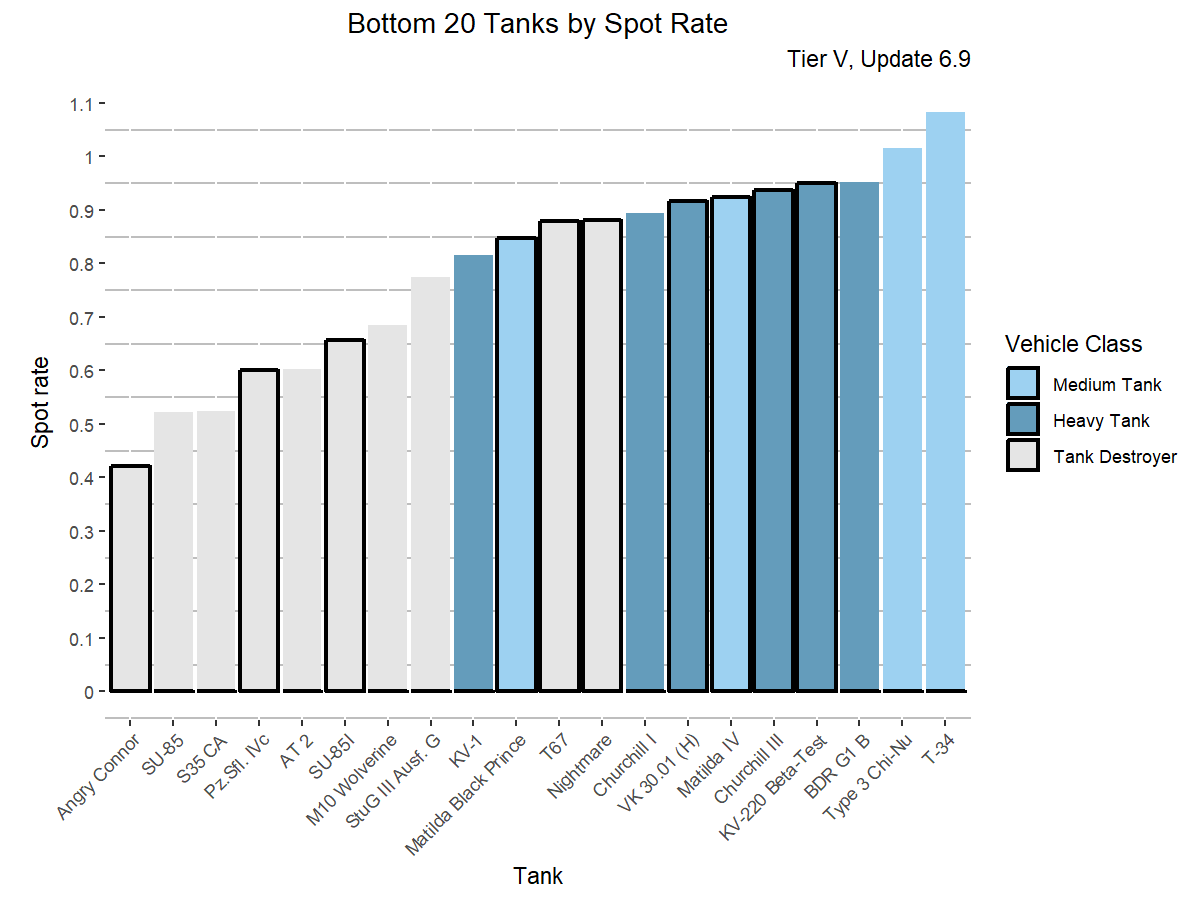 Bottom 20 Tanks by Spot Rate
Tier V, Update 6.9
Spot rate
1.1
1
0.9
0.8
0.7
0.6
0.5
0.4
0.3
0.2
0.1
0
Angry Connor
SU-85
S35 CA
Pz.Sfl. IVc
AT 2
SU-85I
M10 Wolverine
StuG III Ausf. G
KV-1
Matilda Black Prince
T67
Nightmare
Churchill I
VK 30.01 (H)
Matilda IV
Churchill III
KV-220 Beta-Test
BDR G1 B
Type 3 Chi-Nu
T-34
Tank
Vehicle Class
Medium Tank
Heavy Tank
Tank Destroyer